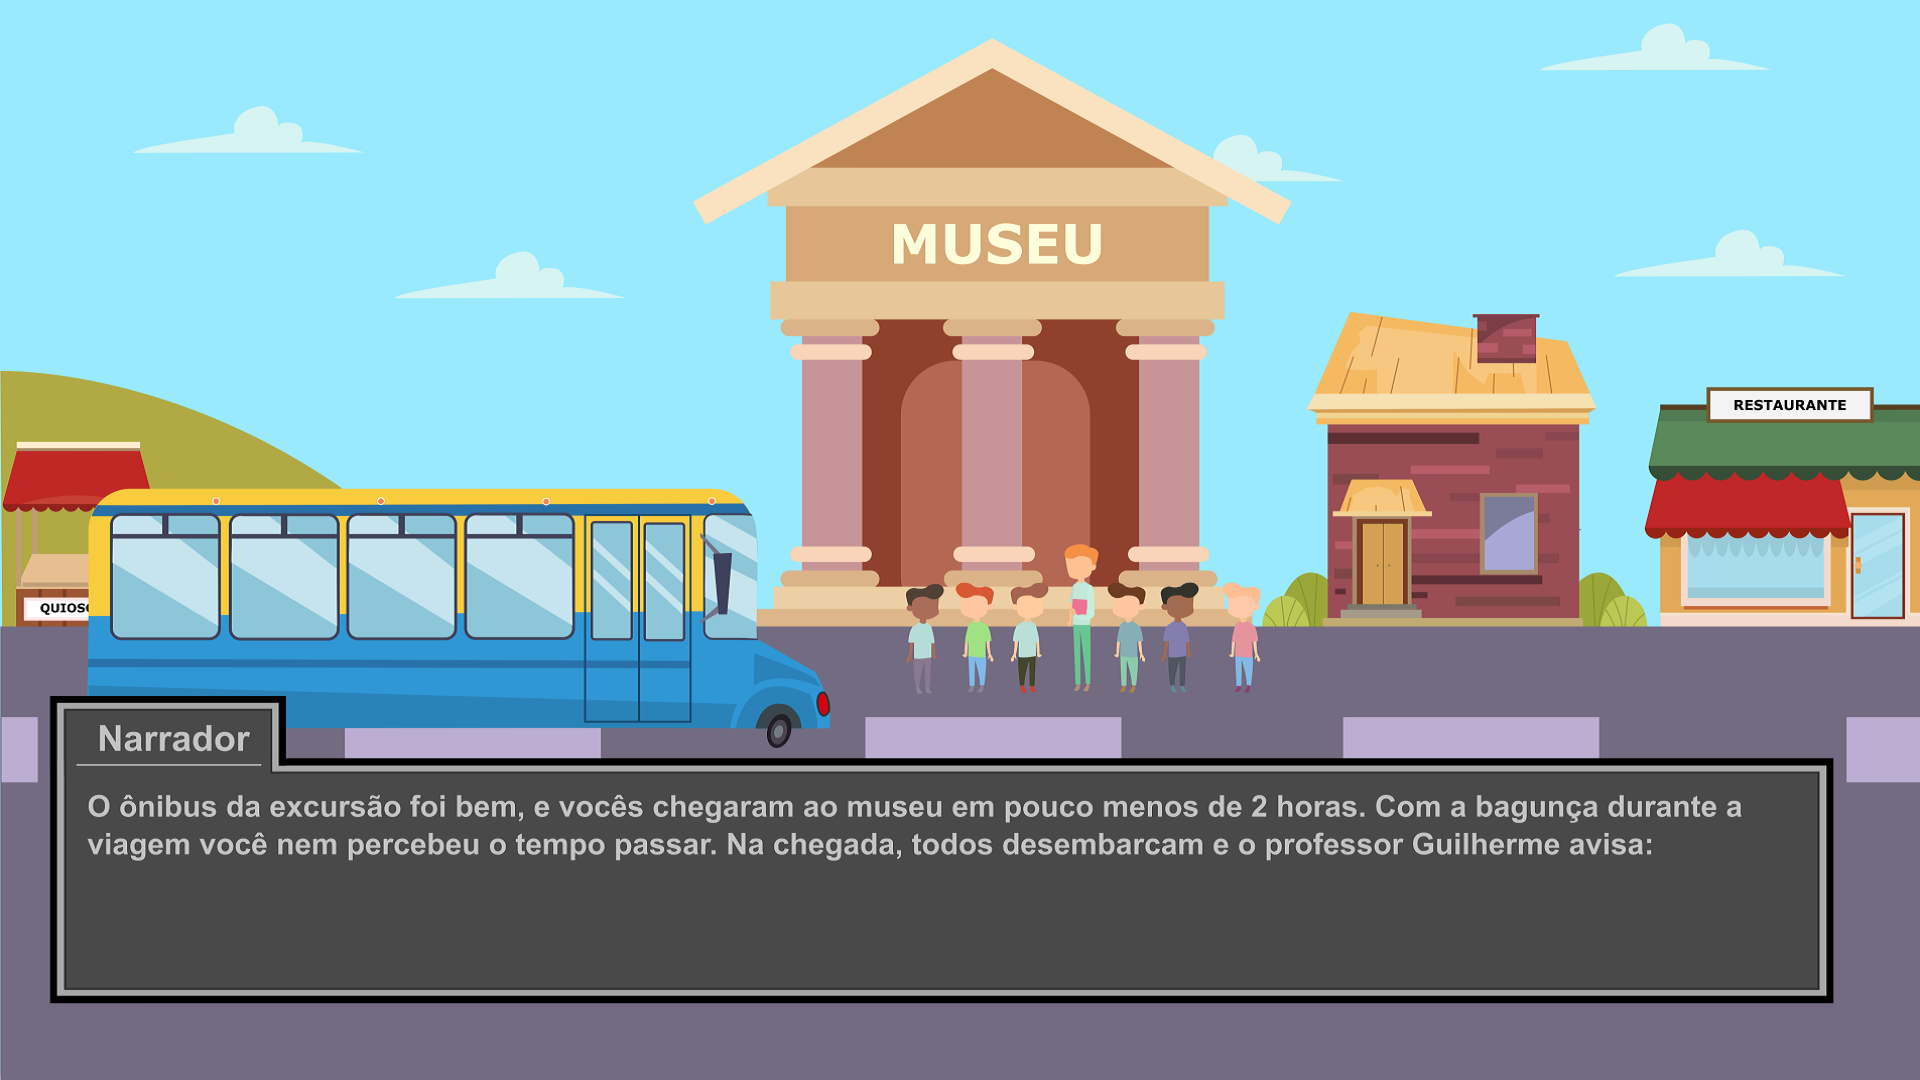 MUSEU
RESTAURANTE
Narrador
O ônibus da excursão foi bem, e vocês chegaram ao museu em pouco menos de 2 horas. Com a bagunça durante a
viagem você nem percebeu o tempo passar. Na chegada, todos desembarcam e o professor Guilherme avisa: